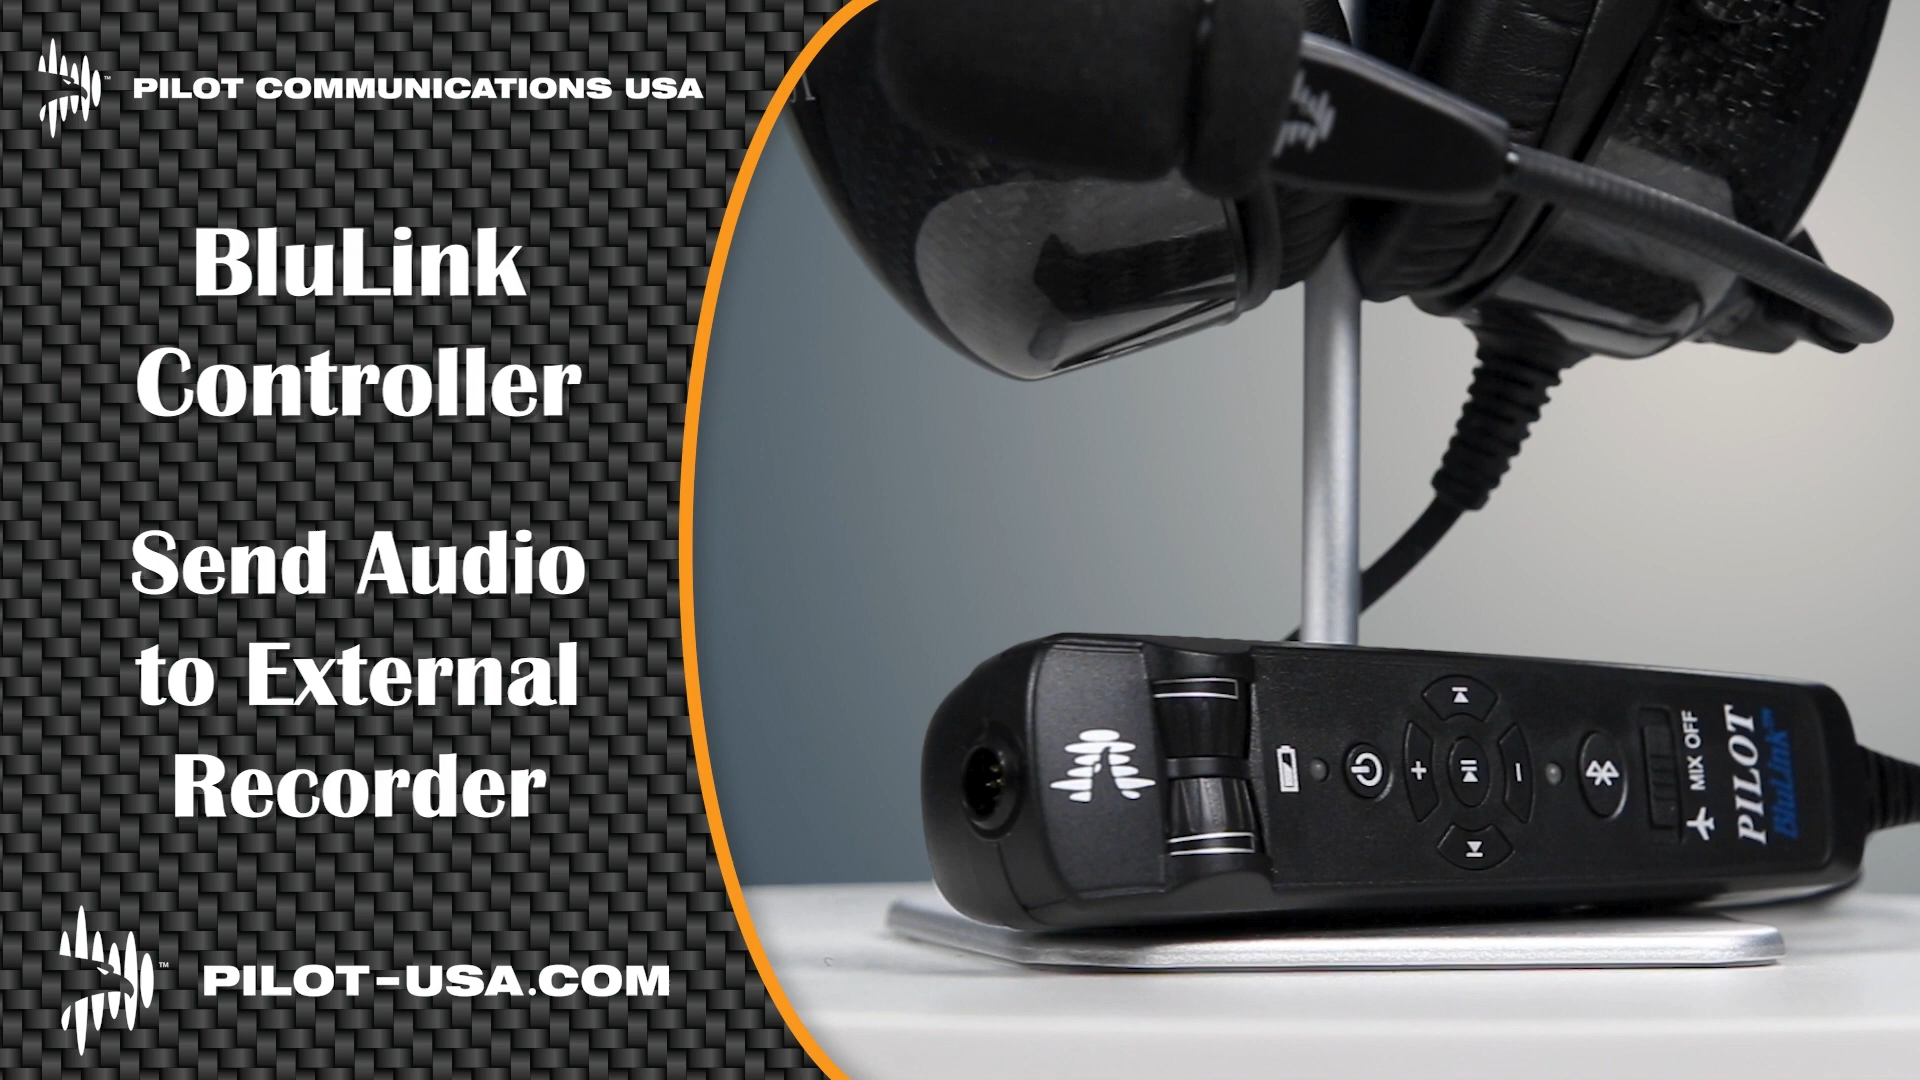 PILOT COMMUNICATIONS USA
BluLink
Controller
Send Audio
to External
Recorder
PILOT-USA.COM
MIX OFF
PILOT
BluLink